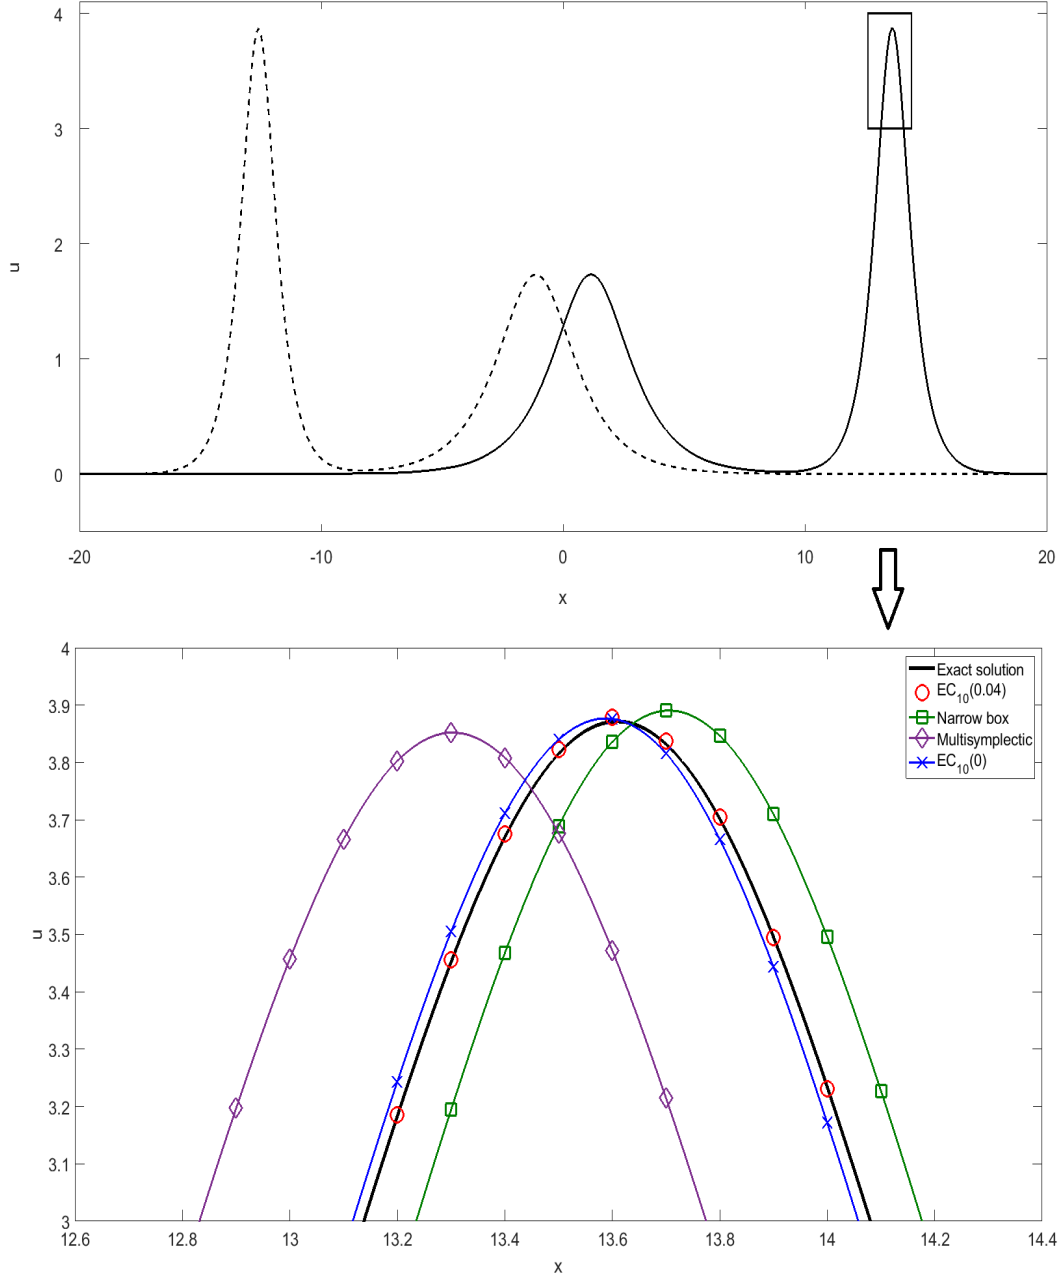 4
3
2
1
0
u
-20 -10 0 10 20
x
4
3.9
3.8
3.7
3.6
3.5
3.4
3.3
3.2
3.1
3
u
Exact solution
EC10(0.04)
Narrow box
Multisymplectic
EC10(0)
12.6 12.8 13 13.2 13.4 13.6 13.8 14 14.2 14.4
x